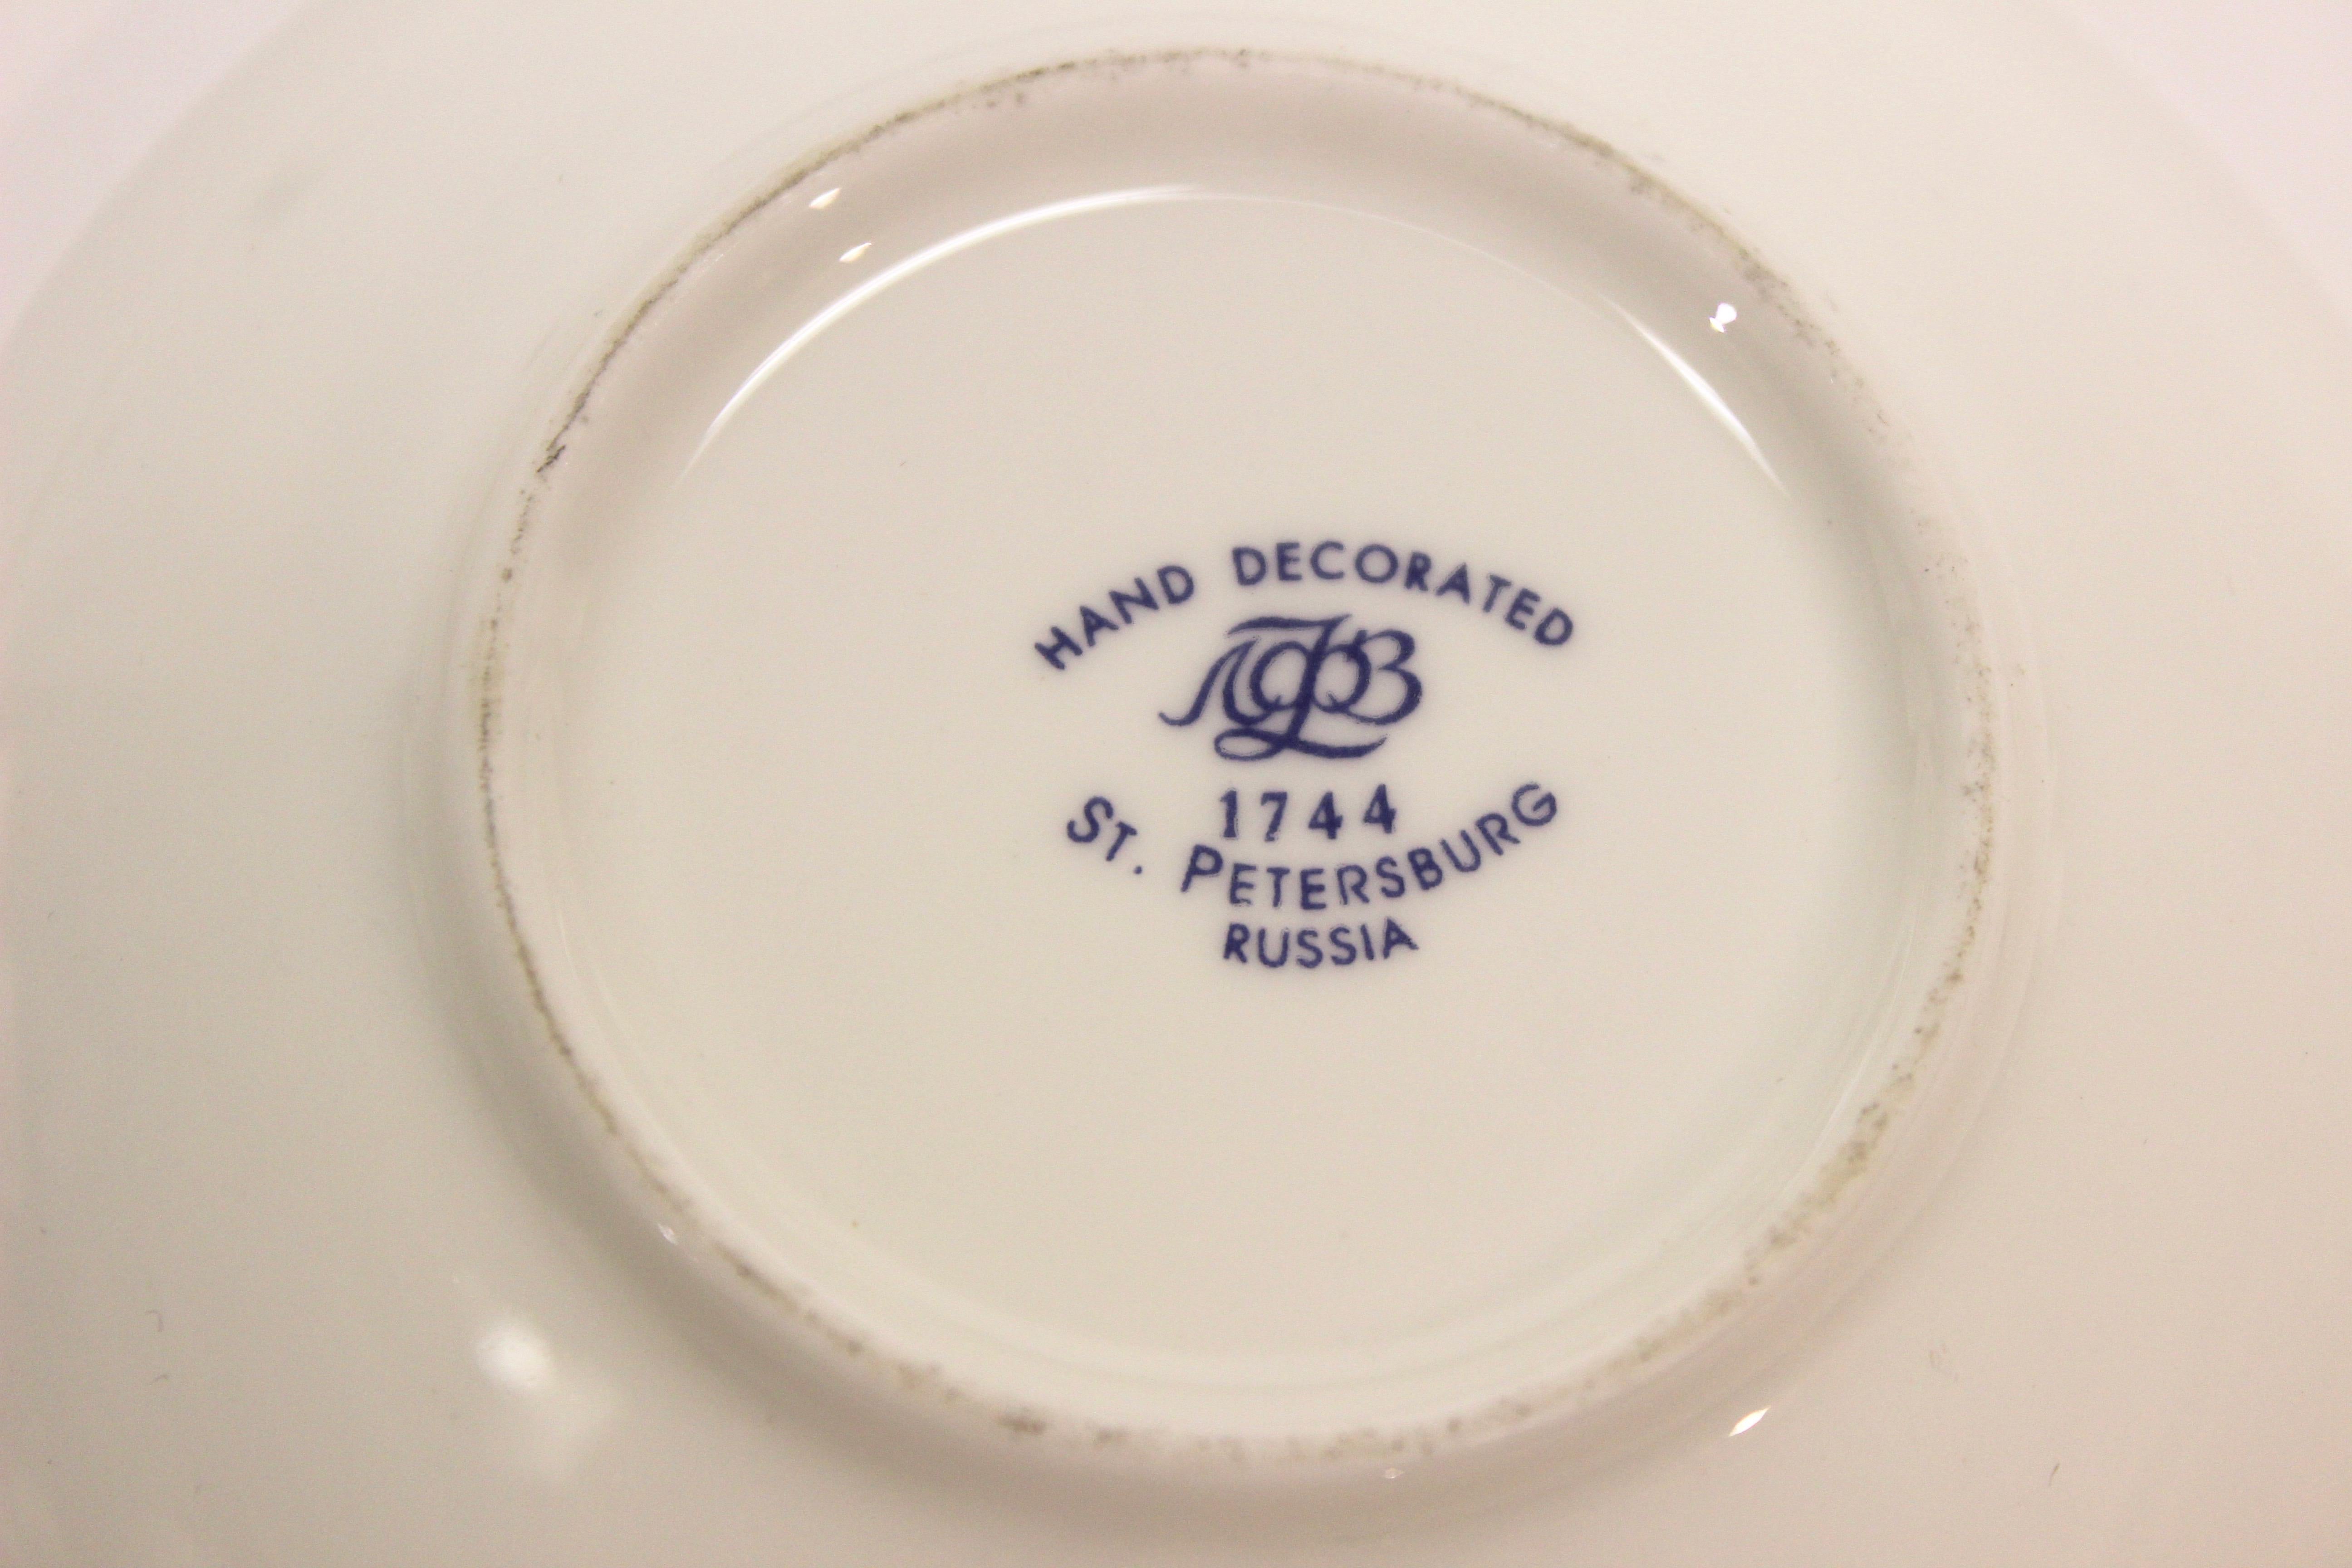 HAND DECORATED
ЛФЗ
1744
ST. PETERSBURG
RUSSIA